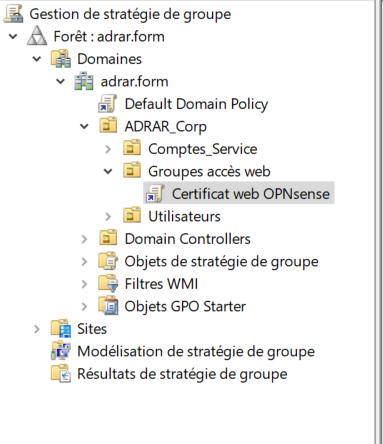 Gestion de stratégie de groupe
Forêt : adrar.form
Domaines
adrar.form
Default Domain Policy
ADRAR_Corp
Comptes_Service
Groupes accès web
Certificat web OPNsense
Utilisateurs
Domain Controllers
Objets de stratégie de groupe
Filtres WMI
Objets GPO Starter
Sites
Modélisation de stratégie de groupe
Résultats de stratégie de groupe